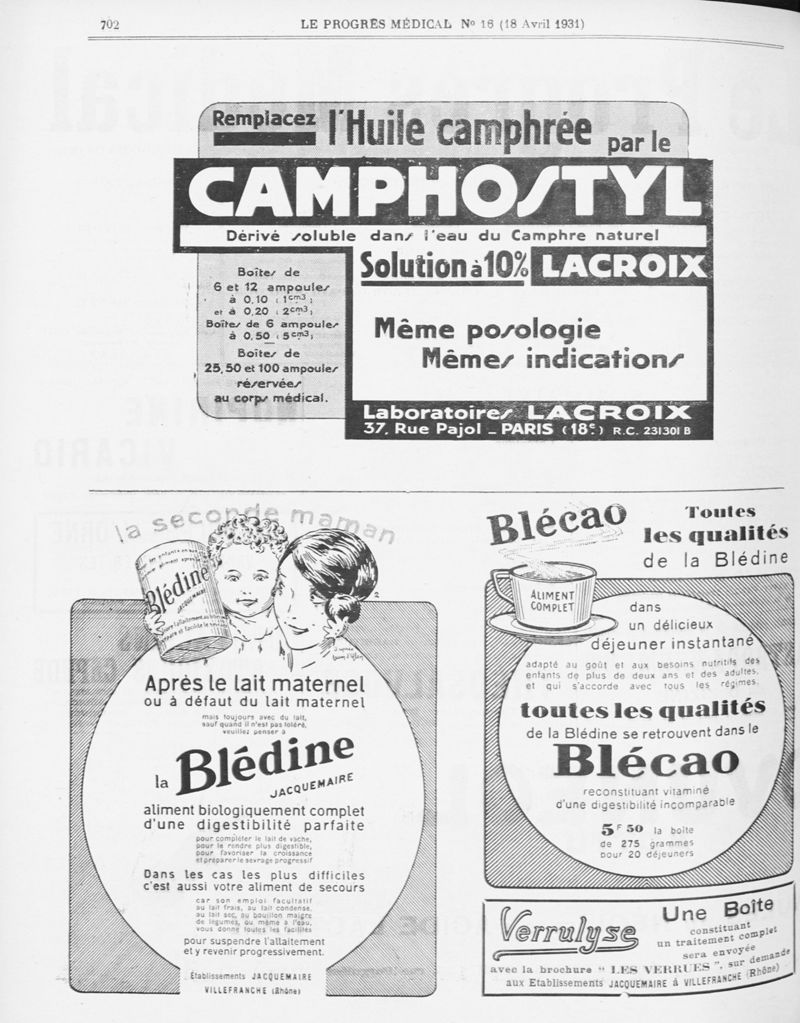 702
LE PROGRÈS MÉDICAL No 16 (18 Avril 1931)
Remplacez l'Huile camphrée par le
CAMPHOSTYL
Dérivé soluble dans l'eau du Camphre naturel
Boîtes de
6 et 12 ampoules
à 0,10 (1cm3)
et à 0,20 (2cm3)
Boîtes de 6 ampoules
à 0,50 (5cm3)
Boîtes de
25, 50 et 100 ampoules
réservées
au corps médical.
Solution à 10% LACROIX
Même posologie
Mêmes indications
Laboratoires LACROIX
37, Rue Pajol _ PARIS (18e) R.C. 231301 B
la seconde maman
Blédine
JACQUEMAIRE
Après le lait maternel
ou à défaut du lait maternel
mais toujours avec du lait,
sauf quand il n'est pas toléré,
veuillez penser à
la Blédine
JACQUEMAIRE
aliment biologiquement complet
d'une digestibilité parfaite
pour compléter le lait de vache,
pour le rendre plus digestible,
pour favoriser la croissance
et préparer le sevrage progressif
Dans les cas les plus difficiles
c'est aussi votre aliment de secours
car son emploi facultatif
au lait frais, au lait condensé,
au lait sec, au bouillon maigre
de légumes, ou même à l'eau,
vous donne toutes les facilités
pour suspendre l'allaitement
et y revenir progressivement.
Établissements JACQUEMAIRE
VILLEFRANCHE (Rhône)
Blécao
Toutes
les qualités
de la Blédine
ALIMENT
COMPLET
dans
un délicieux
déjeuner instantané
adapté au goût et aux besoins nutritifs des
enfants de plus de deux ans et des adultes,
et qui s'accorde avec tous les régimes.
toutes les qualités
de la Blédine se retrouvent dans le
Blécao
reconstituant vitaminé
d'une digestibilité incomparable
5F50 la boîte
de 275 grammes
pour 20 déjeuners
Verrulyse
Une Boîte
constituant
un traitement complet
sera envoyée
avec la brochure "LES VERRUES", sur demande
aux Etablissements JACQUEMAIRE à VILLEFRANCHE (Rhône)